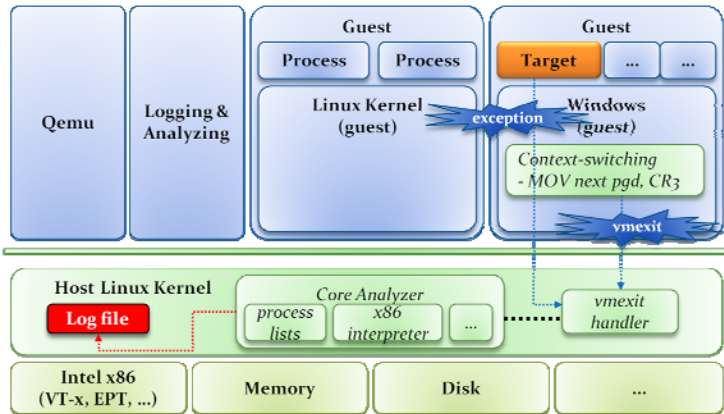 Guest
Guest
Process
Process
Target
...
...
Qemu
Logging &
Analyzing
Linux Kernel
(guest)
exception
Windows
(guest)
Context-switching
- MOV next pgd, CR3
vmexit
Host Linux Kernel
Log file
Core Analyzer
process
lists
x86
interpreter
...
vmexit
handler
Intel x86
(VT-x, EPT, ...)
Memory
Disk
...